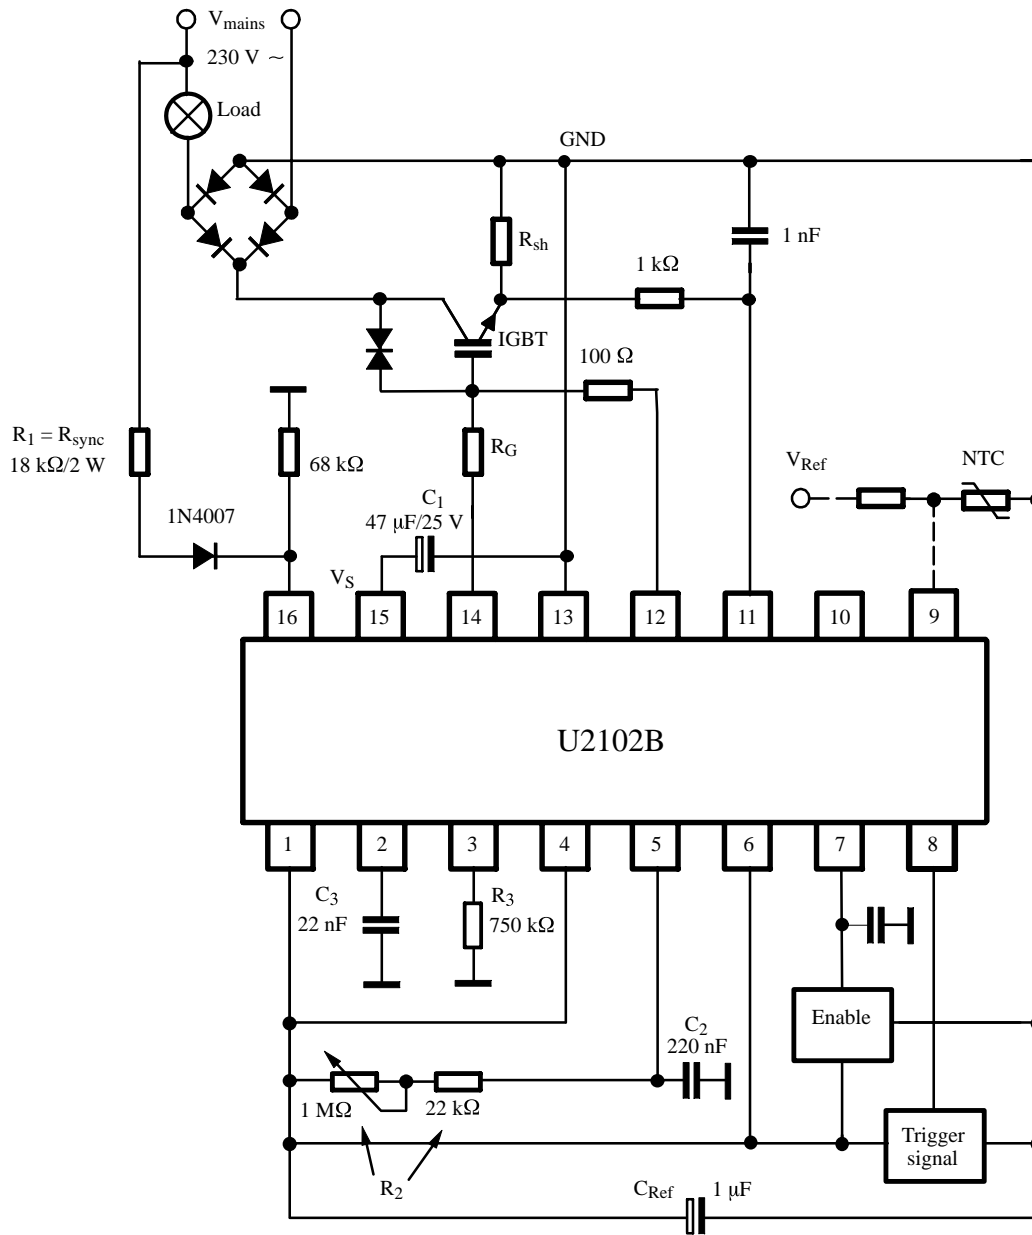 V_mains
230 V ~
Load
GND
R_sh
1 nF
1 kΩ
IGBT
100 Ω
R_1 = R_sync
18 kΩ/2 W
68 kΩ
R_G
V_Ref
NTC
C_1
47 µF/25 V
1N4007
V_S
16 15 14 13 12 11 10 9
U2102B
1 2 3 4 5 6 7 8
C_3
22 nF
R_3
750 kΩ
Enable
C_2
220 nF
1 MΩ
22 kΩ
Trigger
signal
R_2
C_Ref
1 µF